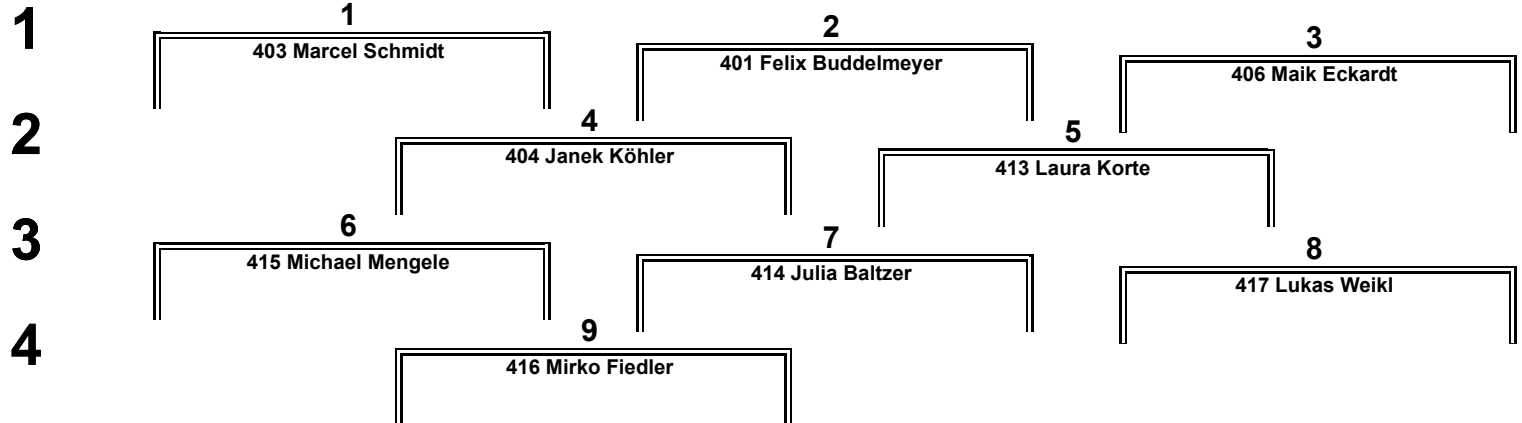 1
1
403 Marcel Schmidt
2
401 Felix Buddelmeyer
3
406 Maik Eckardt
2
4
404 Janek Köhler
5
413 Laura Korte
3
6
415 Michael Mengele
7
414 Julia Baltzer
8
417 Lukas Weikl
4
9
416 Mirko Fiedler